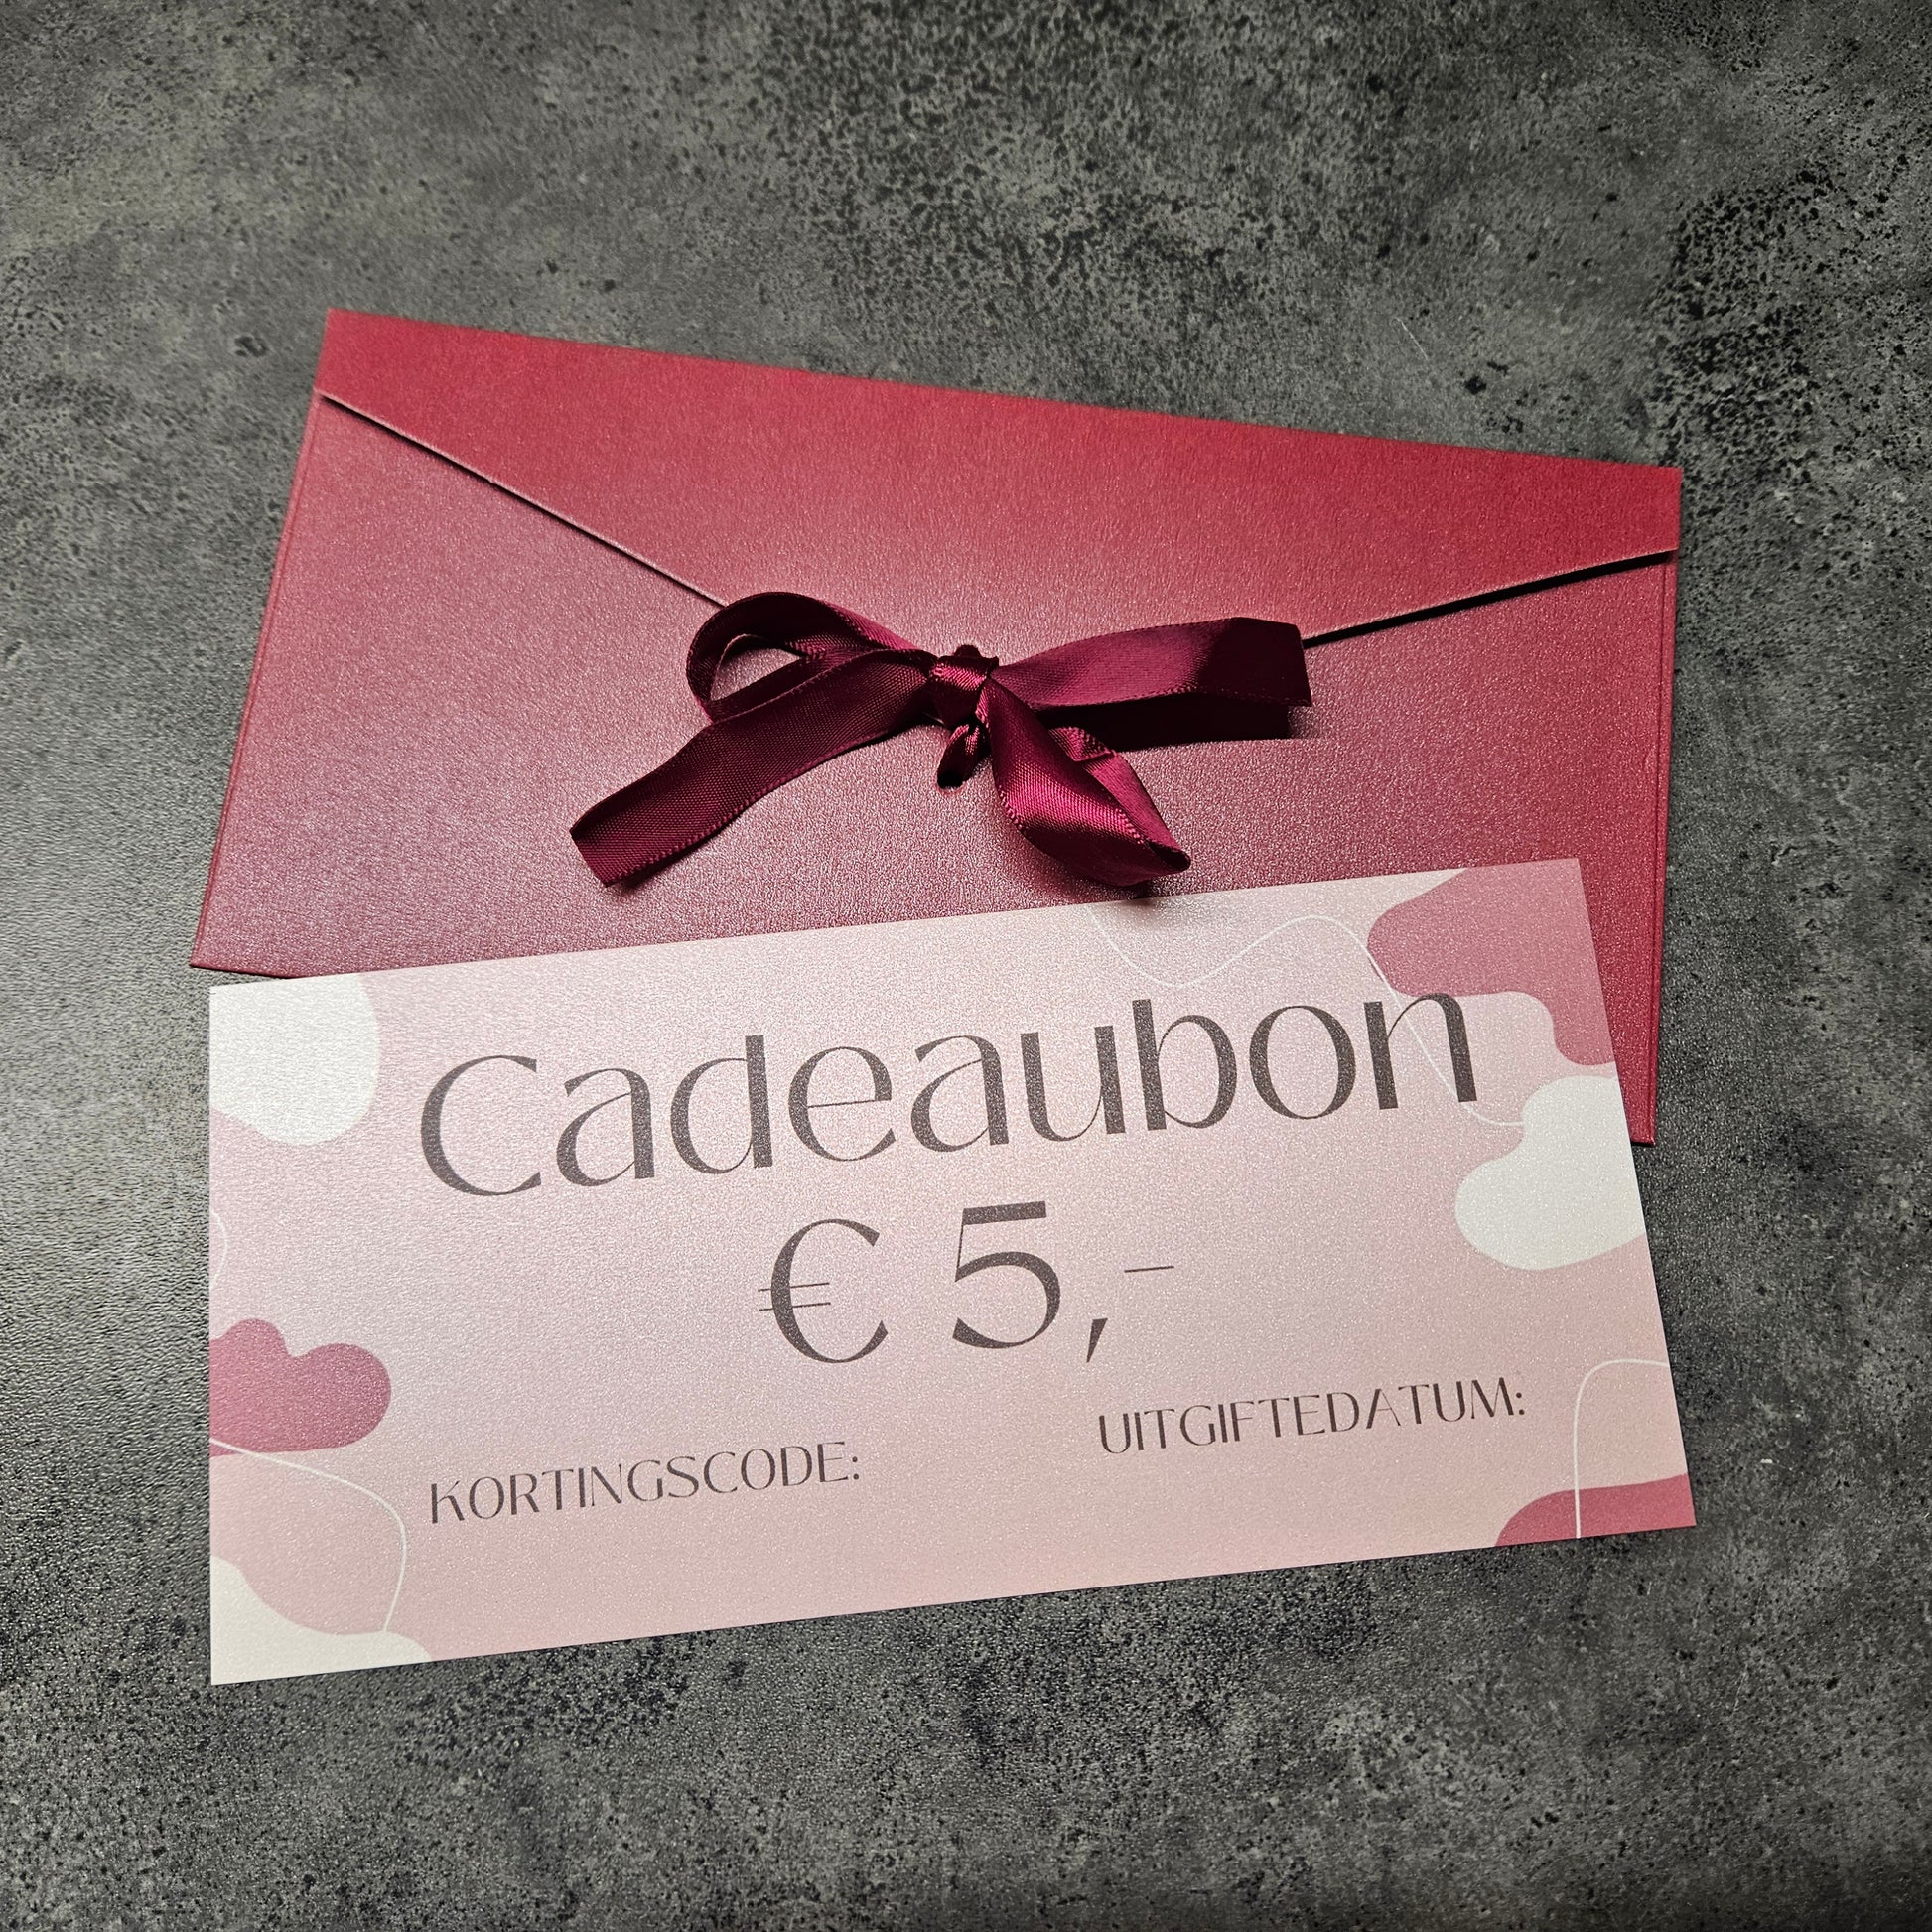 Cadeaubon
€ 5,-
KORTINGSCODE: UITGIFTEDATUM: